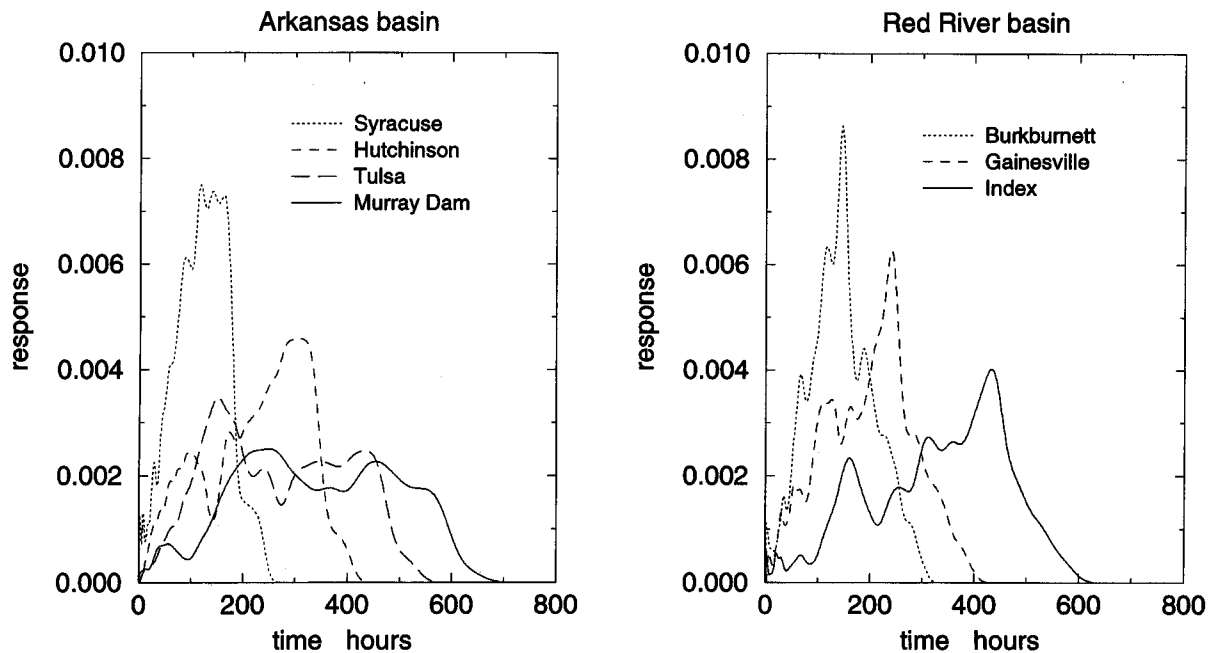 Arkansas basin
0.010
0.008
0.006
0.004
0.002
0.000
response
Syracuse
Hutchinson
Tulsa
Murray Dam
0
200
400
600
800
time hours
Red River basin
0.010
0.008
0.006
0.004
0.002
0.000
response
Burkburnett
Gainesville
Index
0
200
400
600
800
time hours